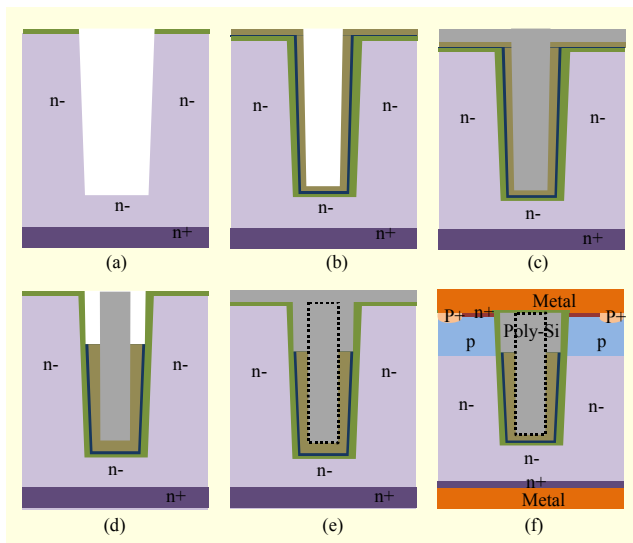 n- n-
n-
n+
(a)
n- n-
n-
(b)
n- n-
n-
n+
(c)
n- n-
n-
n+
(d)
n- n-
n-
(e)
Metal
P+ n+ P+
Poly-Si
p p
n- n-
n-
n+
Metal
(f)